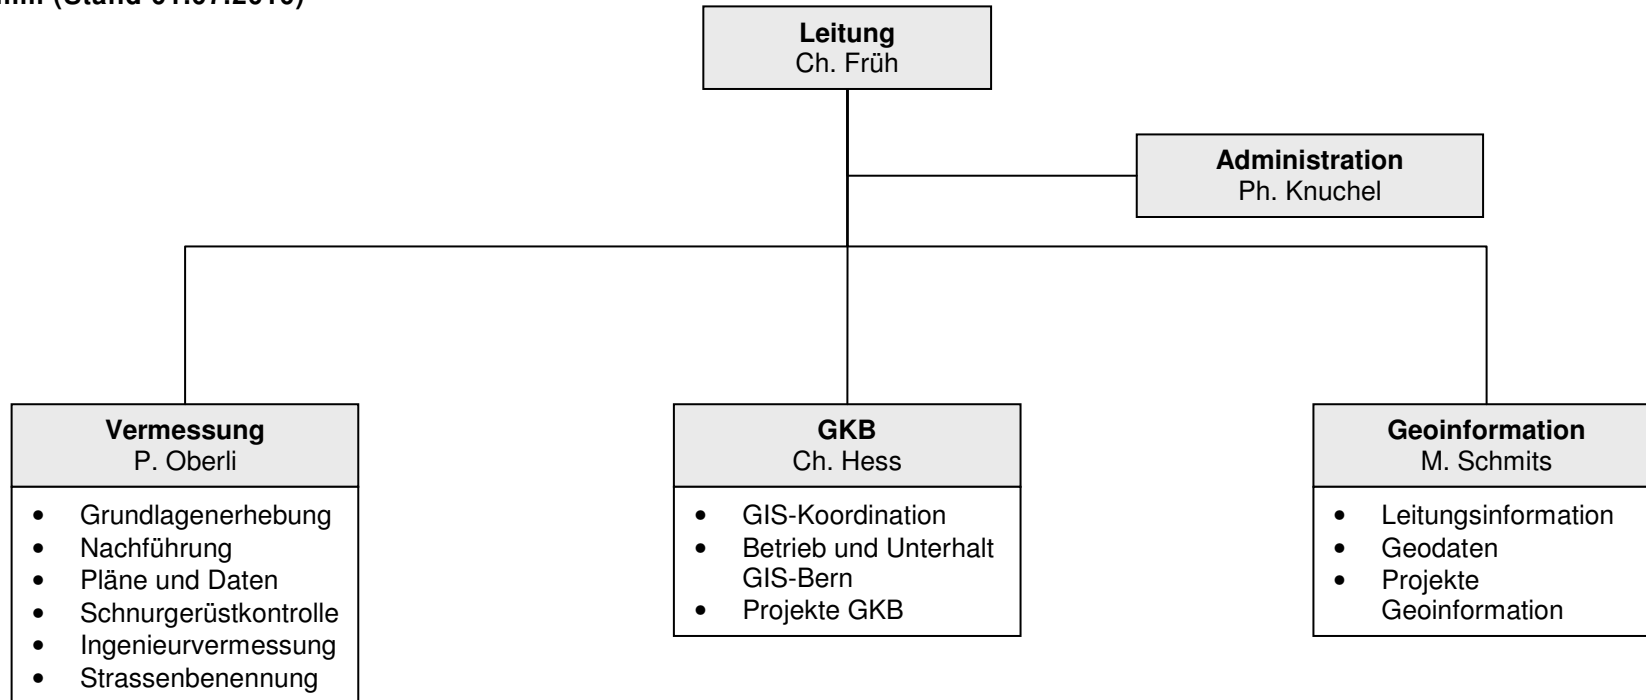 Leitung
Ch. Früh
Administration
Ph. Knuchel
Vermessung
P. Oberli
• Grundlagenerhebung
• Nachführung
• Pläne und Daten
• Schnurgerüstkontrolle
• Ingenieurvermessung
• Strassenbenennung
GKB
Ch. Hess
• GIS-Koordination
• Betrieb und Unterhalt
GIS-Bern
• Projekte GKB
Geoinformation
M. Schmits
• Leitungsinformation
• Geodaten
• Projekte
Geoinformation